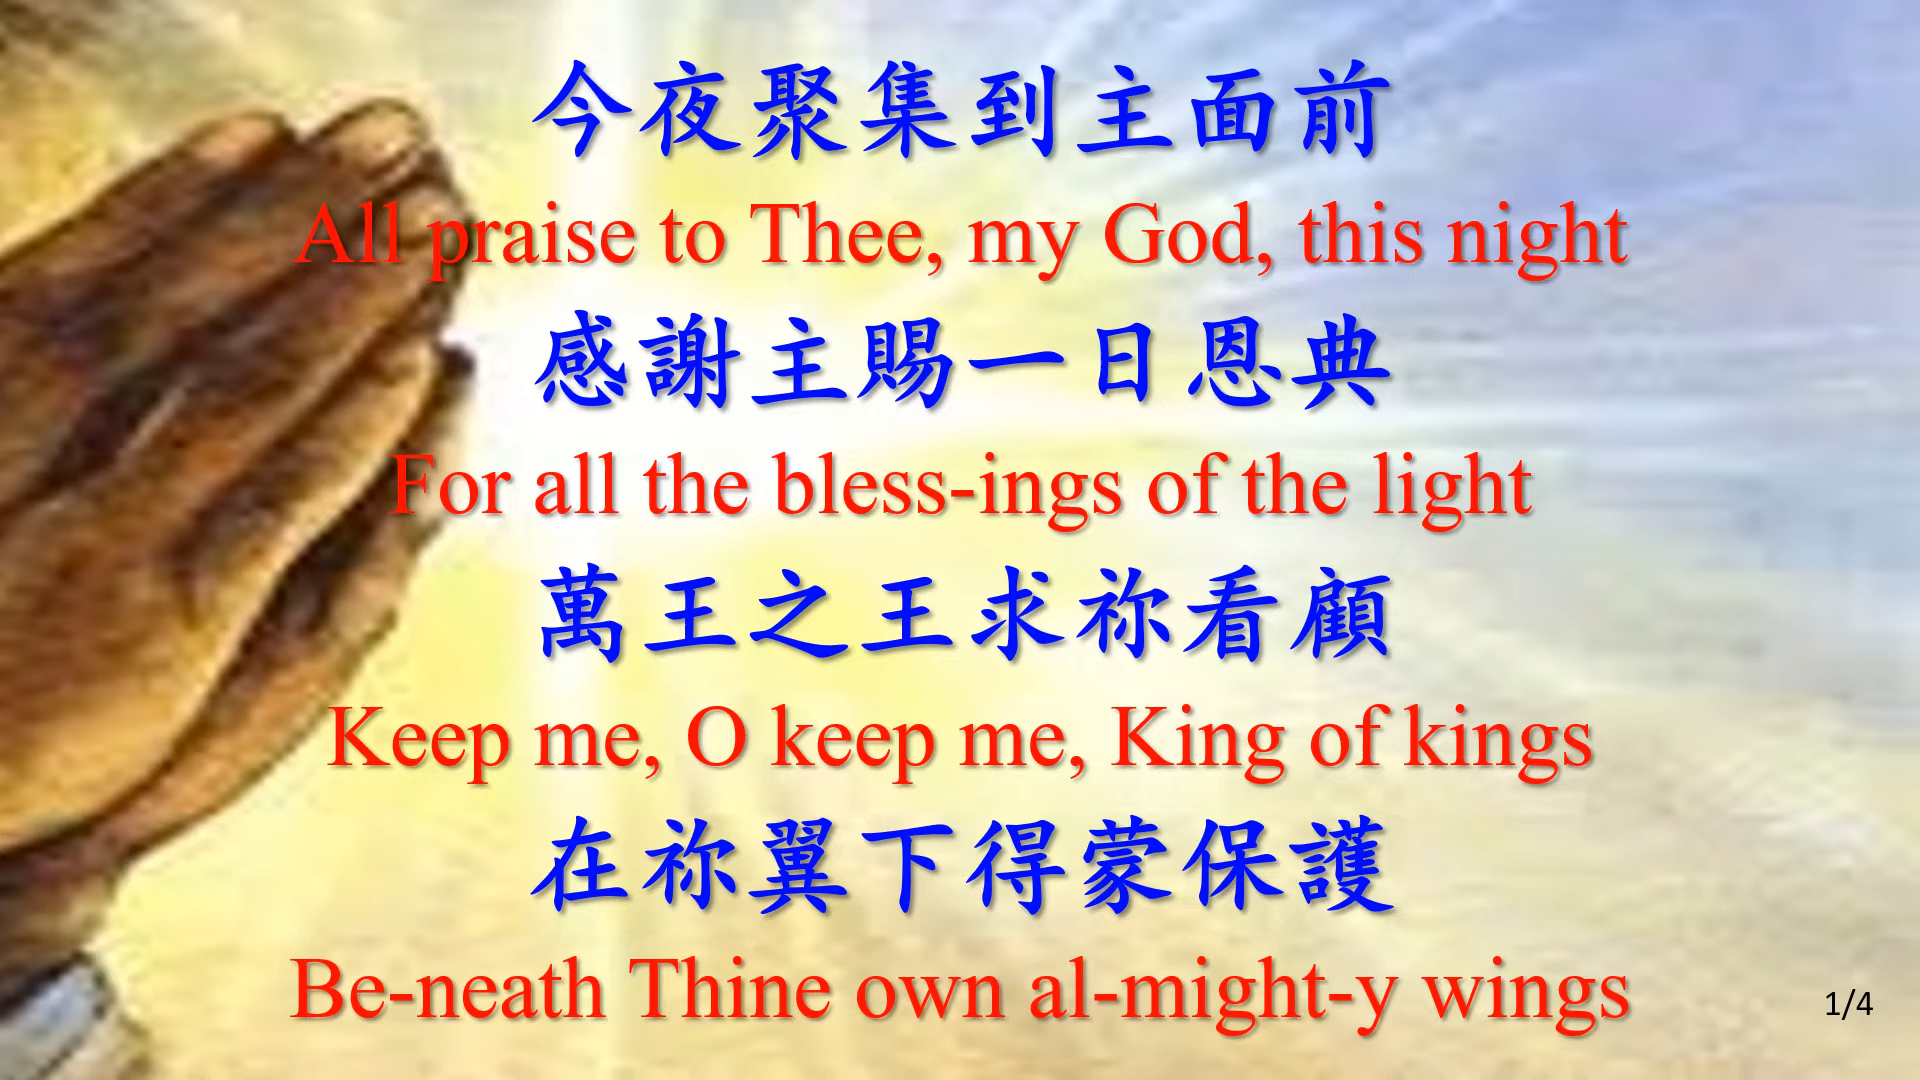 今夜聚集到主面前
All praise to Thee, my God, this night
感謝主賜一日恩典
For all the bless-ings of the light
萬王之王求祢看顧
Keep me, O keep me, King of kings
在祢翼下得蒙保護
Be-neath Thine own al-might-y wings
1/4